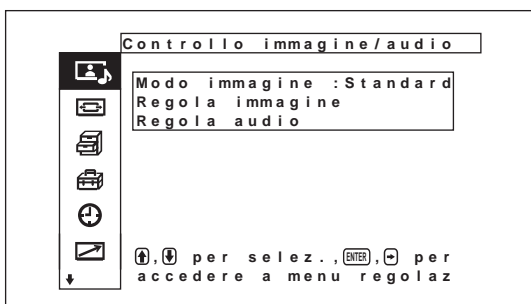 Controllo immagine/audio
Modo immagine :Standard
Regola immagine
Regola audio
per selez., ENTER, per
accedere a menu regolaz